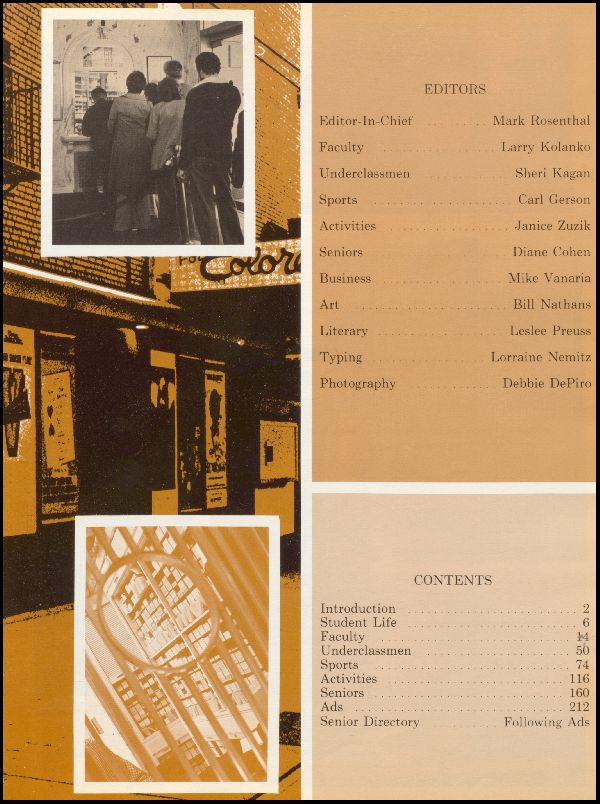 Color
EDITORS
Editor-In-Chief . . . . . . . . Mark Rosenthal
Faculty . . . . . . . . . . . . Larry Kolanko
Underclassmen . . . . . . . . . Sheri Kagan
Sports . . . . . . . . . . . . Carl Gerson
Activities . . . . . . . . . . Janice Zuzik
Seniors . . . . . . . . . . . . Diane Cohen
Business . . . . . . . . . . . Mike Vanaria
Art . . . . . . . . . . . . . . Bill Nathans
Literary . . . . . . . . . . . Leslee Preuss
Typing . . . . . . . . . . . . Lorraine Nemitz
Photography . . . . . . . . . . Debbie DePiro
CONTENTS
Introduction . . . . . . . . . . 2
Student Life . . . . . . . . . . 6
Faculty . . . . . . . . . . . . 14
Underclassmen . . . . . . . . . 50
Sports . . . . . . . . . . . . 74
Activities . . . . . . . . . . 116
Seniors . . . . . . . . . . . . 160
Ads . . . . . . . . . . . . . . 212
Senior Directory Following Ads